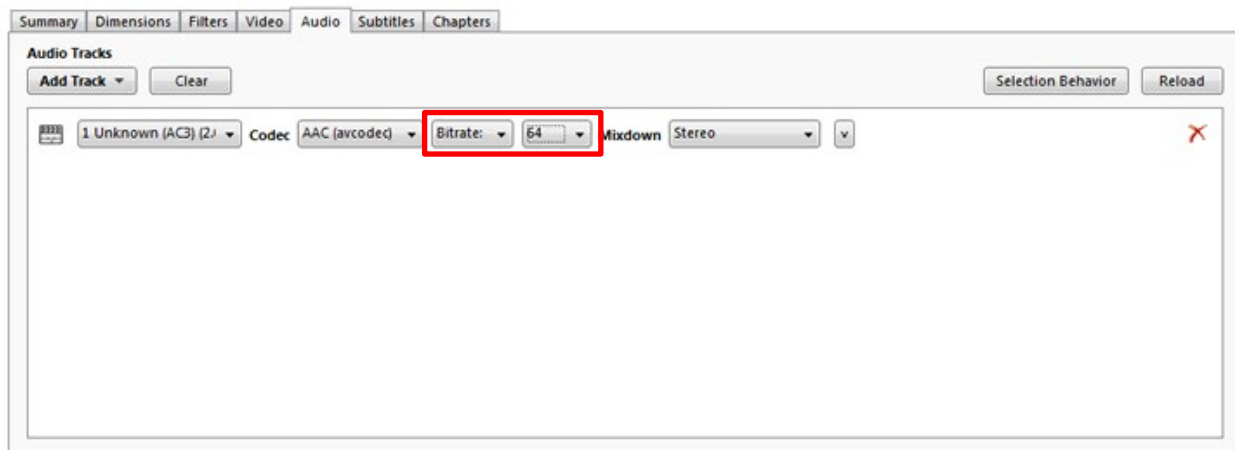 Summary Dimensions Filters Video Audio Subtitles Chapters
Audio Tracks
Add Track Clear Selection Behavior Reload
1 Unknown (AC3) (2. Codec AAC (avcodec) Bitrate: 64 Mixdown Stereo v